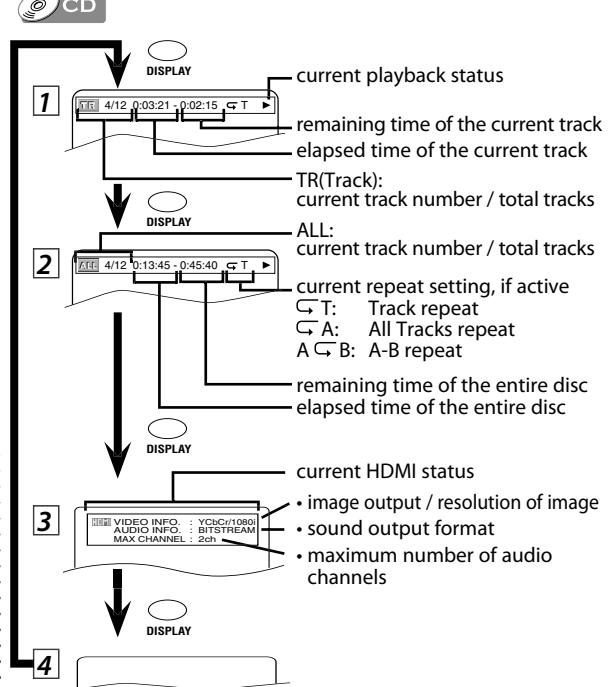 CD
DISPLAY
current playback status
1
TR 4/12 0:03:21 - 0:02:15 T ►
remaining time of the current track
elapsed time of the current track
TR(Track):
current track number / total tracks
DISPLAY
ALL:
current track number / total tracks
2
ALL 4/12 0:13:45 - 0:45:40 T ►
current repeat setting, if active
T: Track repeat
A: All Tracks repeat
A B: A-B repeat
remaining time of the entire disc
elapsed time of the entire disc
DISPLAY
current HDMI status
3
HDMI VIDEO INFO. : YCbCr/1080i
AUDIO INFO. : BITSTREAM
MAX CHANNEL : 2ch
• image output / resolution of image
• sound output format
• maximum number of audio
channels
DISPLAY
4